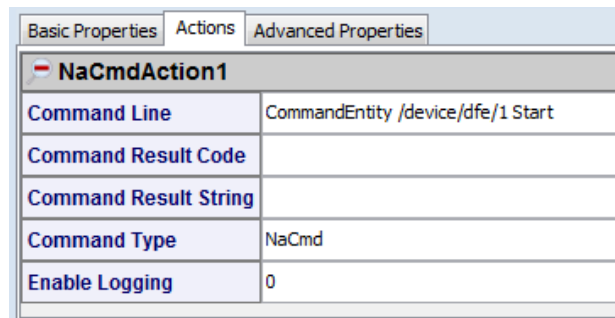 Basic Properties Actions Advanced Properties
NaCmdAction1
Command Line CommandEntity /device/dfe/1 Start
Command Result Code
Command Result String
Command Type NaCmd
Enable Logging 0